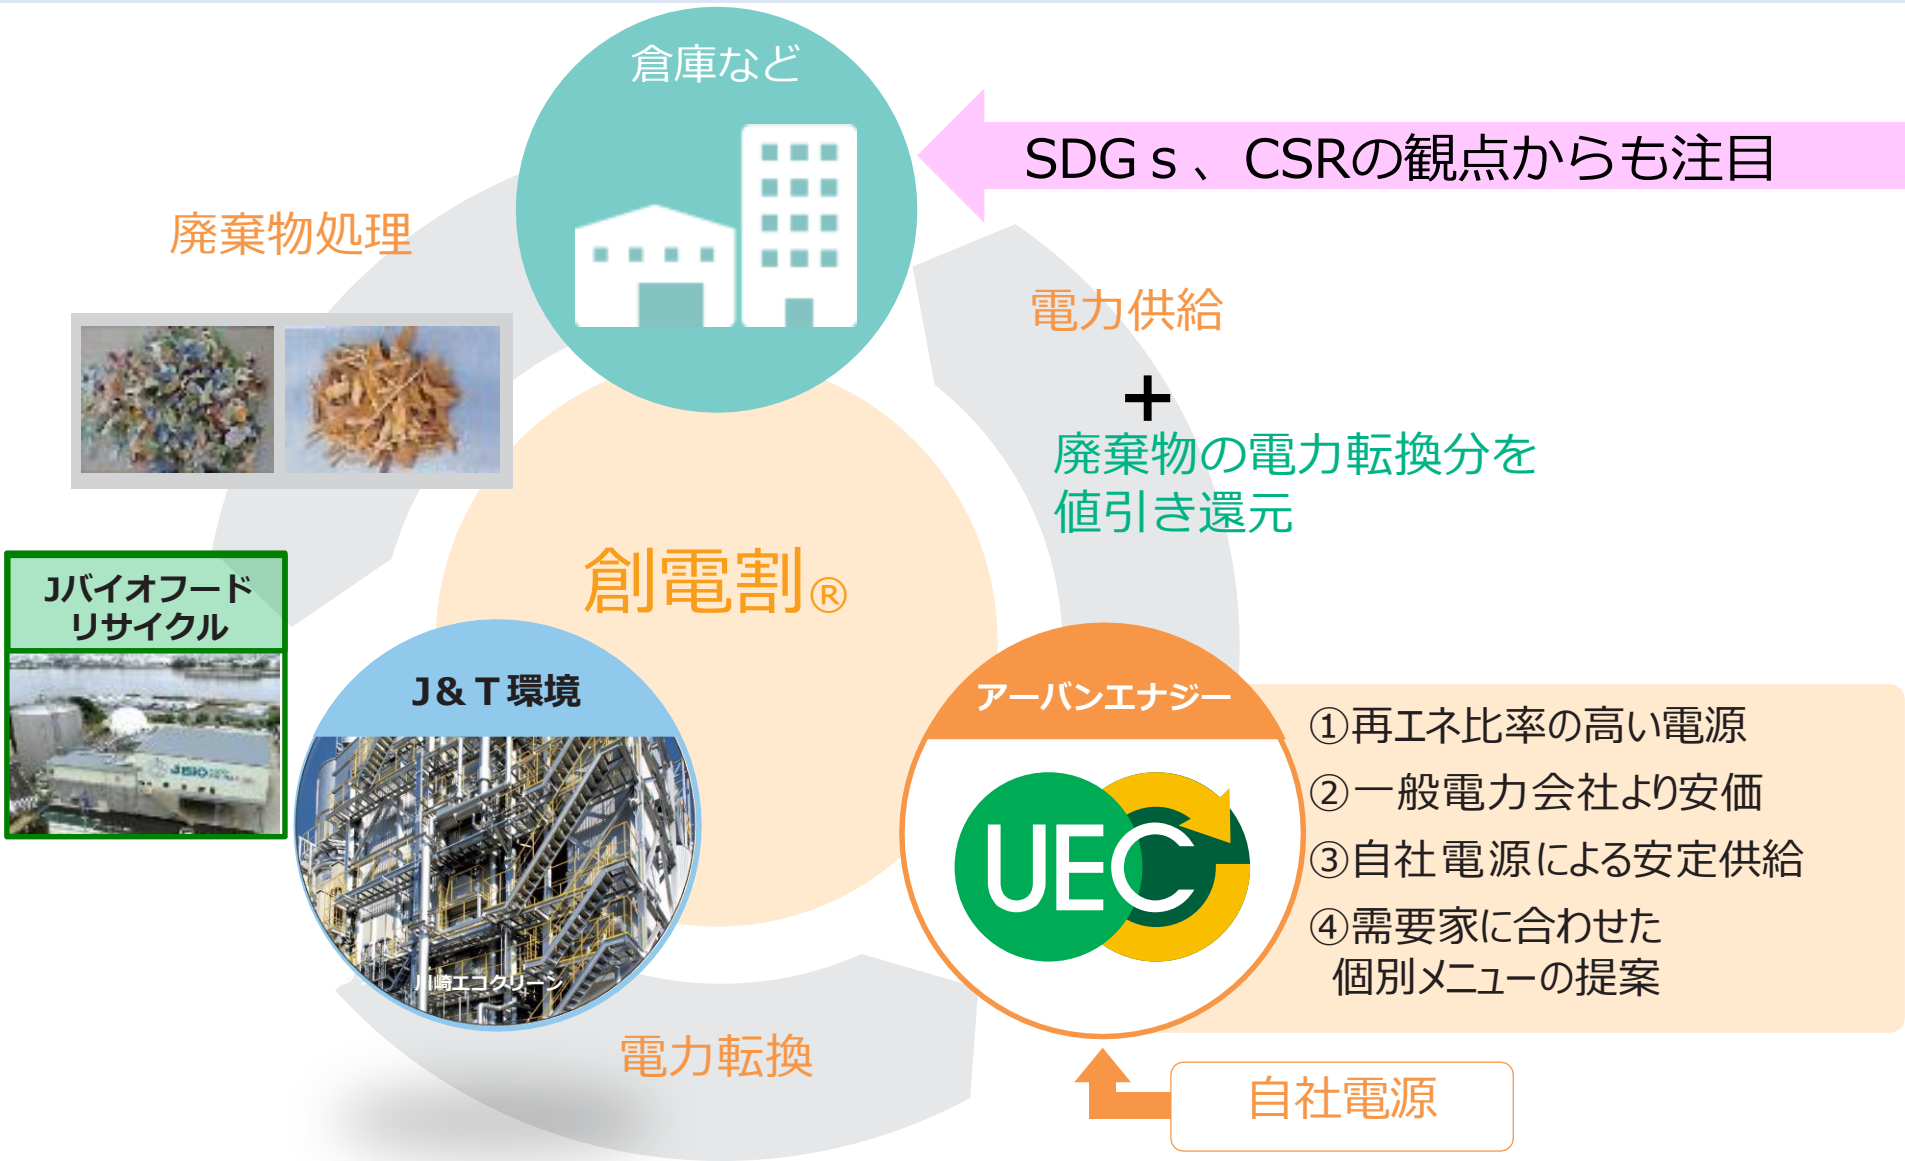 倉庫など
SDGｓ、CSRの観点からも注目
廃棄物処理
電力供給
+
廃棄物の電力転換分を
値引き還元
創電割®
Jバイオフード
リサイクル
JBIO
J&T環境
川崎エコクリーン
アーバンエナジー
UEC
①再エネ比率の高い電源
②一般電力会社より安価
③自社電源による安定供給
④需要家に合わせた
個別メニューの提案
電力転換
自社電源